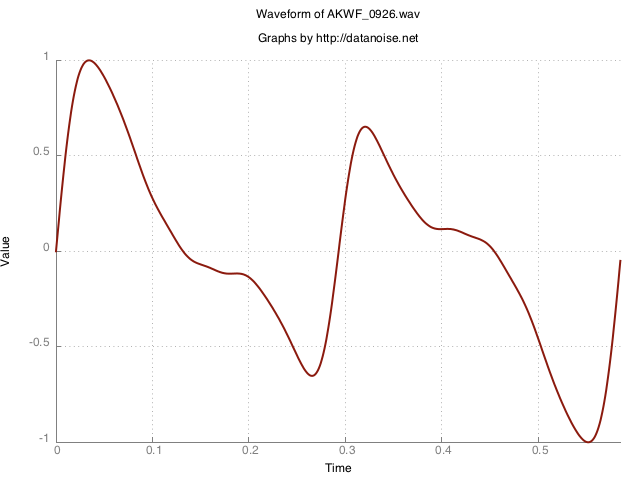 Waveform of AKWF_0926.wav
Graphs by http://datanoise.net
1
0.5
0
-0.5
-1
Value
0 0.1 0.2 0.3 0.4 0.5
Time